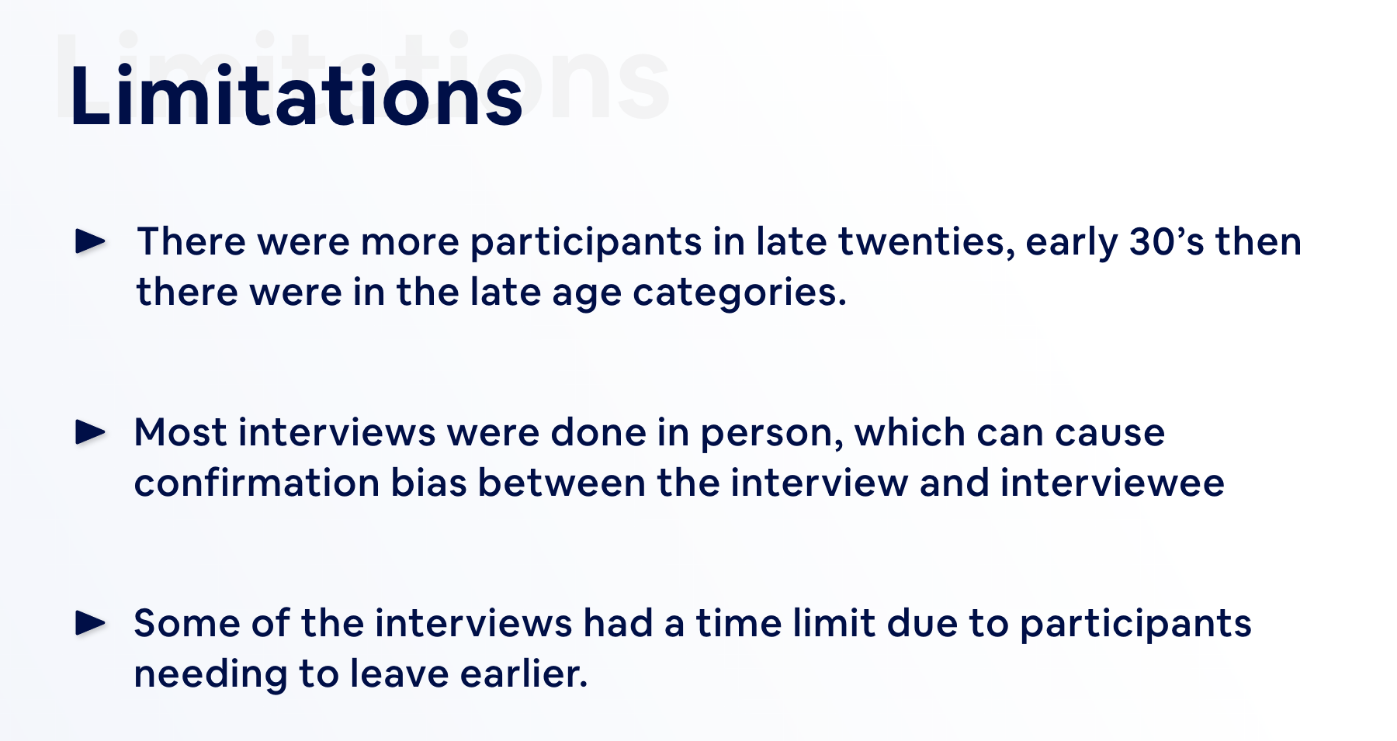 Limitations
Limitations
There were more participants in late twenties, early 30’s then
there were in the late age categories.
Most interviews were done in person, which can cause
confirmation bias between the interview and interviewee
Some of the interviews had a time limit due to participants
needing to leave earlier.